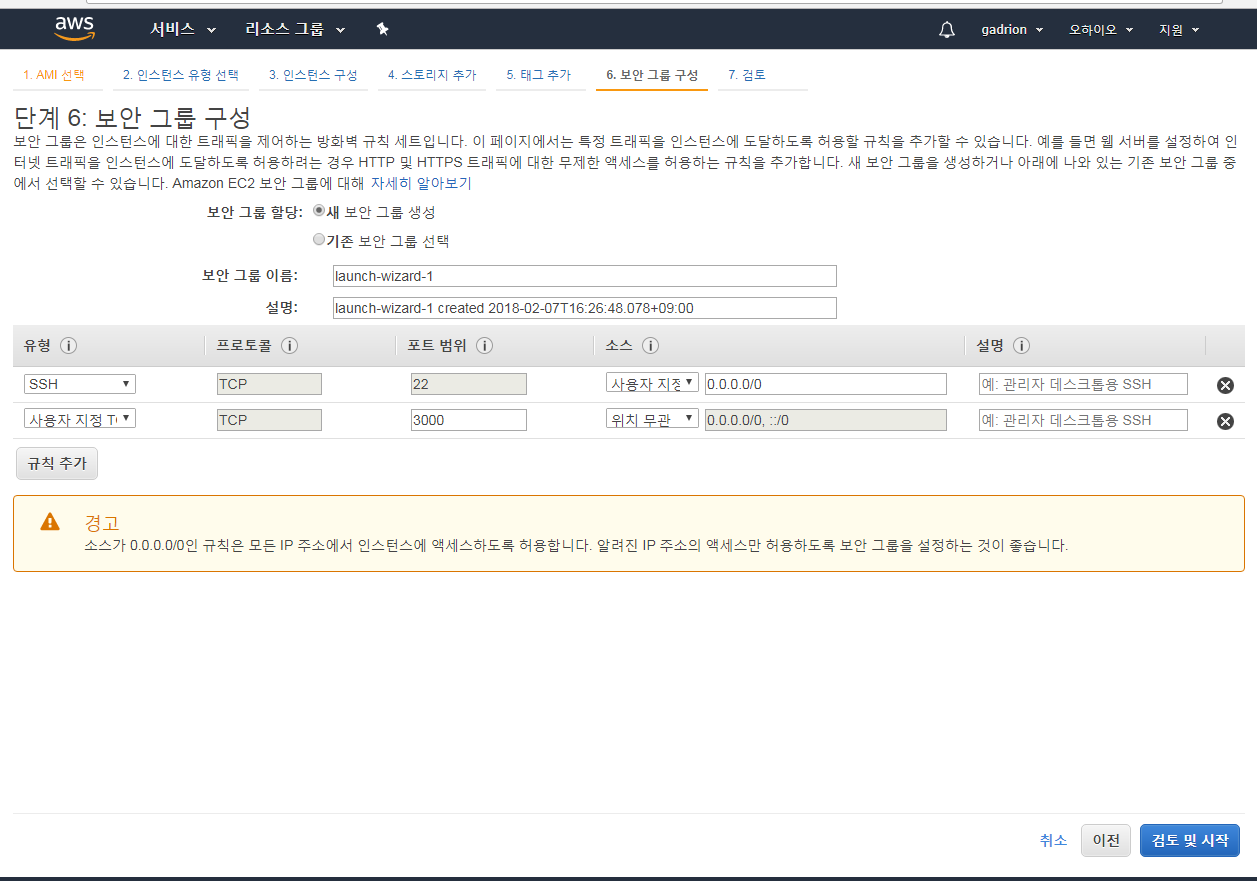 aws 서비스 리소스 그룹 gadrion 오하이오 지원
1. AMI 선택 2. 인스턴스 유형 선택 3. 인스턴스 구성 4. 스토리지 추가 5. 태그 추가 6. 보안 그룹 구성 7. 검토
단계 6: 보안 그룹 구성
보안 그룹은 인스턴스에 대한 트래픽을 제어하는 방화벽 규칙 세트입니다. 이 페이지에서는 특정 트래픽을 인스턴스에 도달하도록 허용할 규칙을 추가할 수 있습니다. 예를 들면 웹 서버를 설정하여 인
터넷 트래픽을 인스턴스에 도달하도록 허용하려는 경우 HTTP 및 HTTPS 트래픽에 대한 무제한 액세스를 허용하는 규칙을 추가합니다. 새 보안 그룹을 생성하거나 아래에 나와 있는 기존 보안 그룹 중
에서 선택할 수 있습니다. Amazon EC2 보안 그룹에 대해 자세히 알아보기
보안 그룹 할당: 새 보안 그룹 생성
기존 보안 그룹 선택
보안 그룹 이름: launch-wizard-1
설명: launch-wizard-1 created 2018-02-07T16:26:48.078+09:00
유형 프로토콜 포트 범위 소스 설명
SSH TCP 22 사용자 지정 0.0.0.0/0 예: 관리자 데스크톱용 SSH
사용자 지정 TCP 3000 위치 무관 0.0.0.0/0, ::/0 예: 관리자 데스크톱용 SSH
규칙 추가
경고
소스가 0.0.0.0/0인 규칙은 모든 IP 주소에서 인스턴스에 액세스하도록 허용합니다. 알려진 IP 주소의 액세스만 허용하도록 보안 그룹을 설정하는 것이 좋습니다.
취소 이전 검토 및 시작